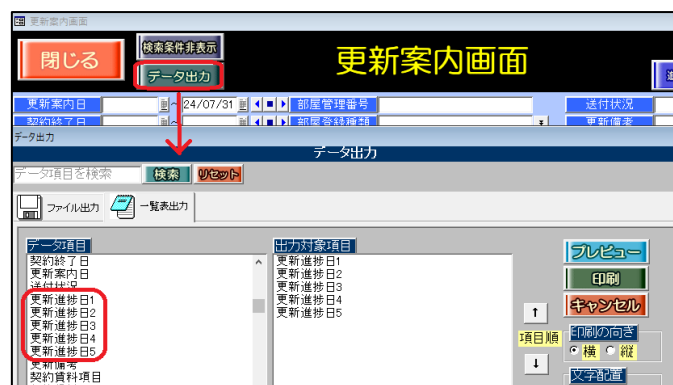 更新案内画面
閉じる
検索条件非表示
データ出力
更新案内画面
更新案内日 ～ 24/07/31 部屋管理番号 送付状況
契約終了日 ～ 部屋登録種類 更新備考
データ出力
データ出力
データ項目を検索 検索 リセット
ファイル出力 一覧表出力
データ項目
契約終了日
更新案内日
送付状況
更新進捗日1
更新進捗日2
更新進捗日3
更新進捗日4
更新進捗日5
更新備考
契約賃料項目
出力対象項目
更新進捗日1
更新進捗日2
更新進捗日3
更新進捗日4
更新進捗日5
↑
項目順
↓
プレビュー
印刷
キャンセル
印刷の向き
横 縦
文字配置